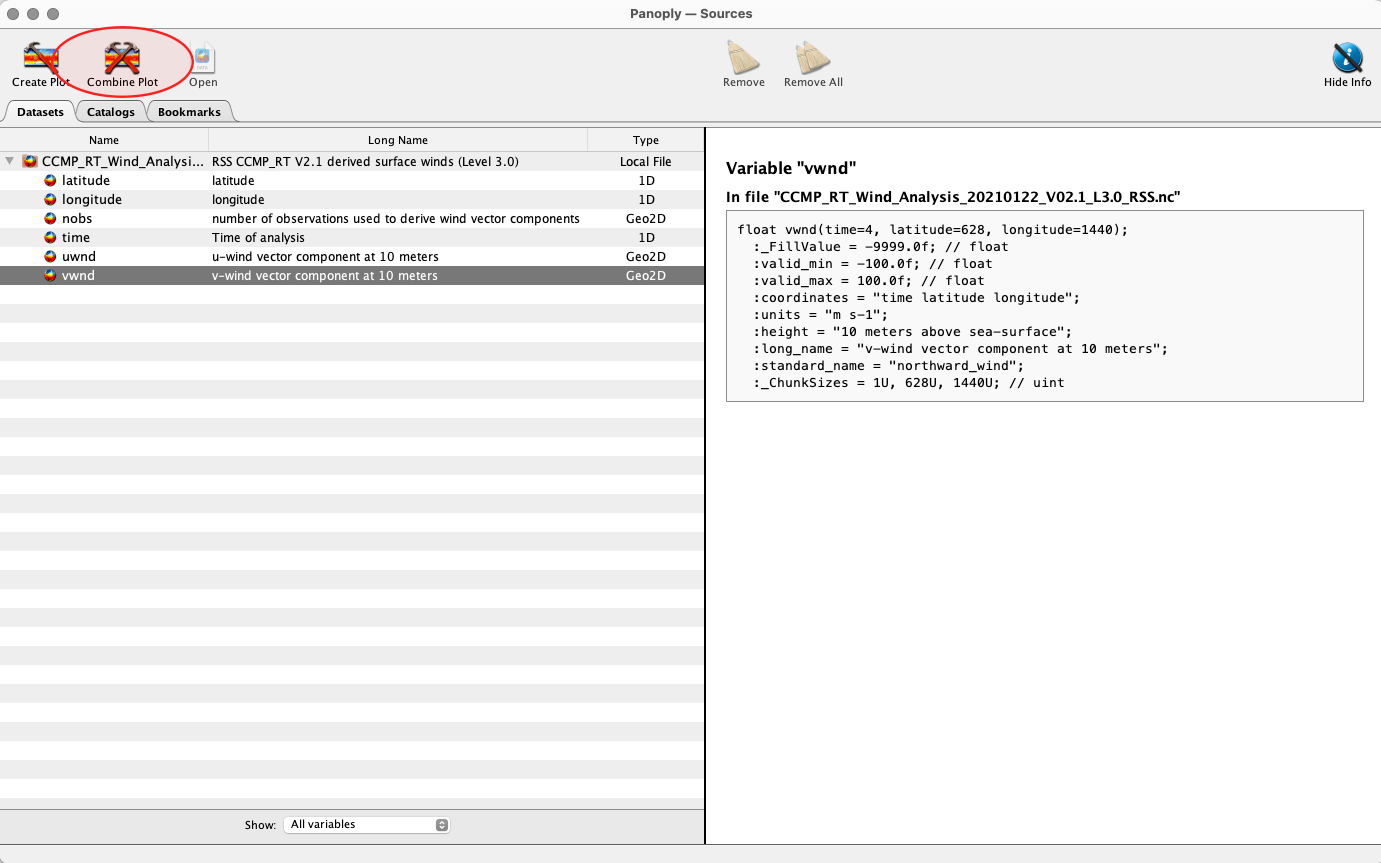 Panoply — Sources
Create Plot Combine Plot Open Remove Remove All Hide Info
Datasets Catalogs Bookmarks
Name Long Name Type
CCMP_RT_Wind_Analysi... RSS CCMP_RT V2.1 derived surface winds (Level 3.0) Local File
latitude latitude 1D
longitude longitude 1D
nobs number of observations used to derive wind vector components Geo2D
time Time of analysis 1D
uwnd u-wind vector component at 10 meters Geo2D
vwnd v-wind vector component at 10 meters Geo2D
Show: All variables
Variable "vwnd"
In file "CCMP_RT_Wind_Analysis_20210122_V02.1_L3.0_RSS.nc"
float vwnd(time=4, latitude=628, longitude=1440);
:_FillValue = -9999.0f; // float
:valid_min = -100.0f; // float
:valid_max = 100.0f; // float
:coordinates = "time latitude longitude";
:units = "m s-1";
:height = "10 meters above sea-surface";
:long_name = "v-wind vector component at 10 meters";
:standard_name = "northward_wind";
:_ChunkSizes = 1U, 628U, 1440U; // uint